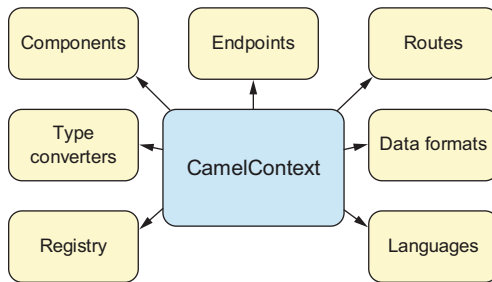 Components
Endpoints
Routes
Type
converters
CamelContext
Data formats
Registry
Languages